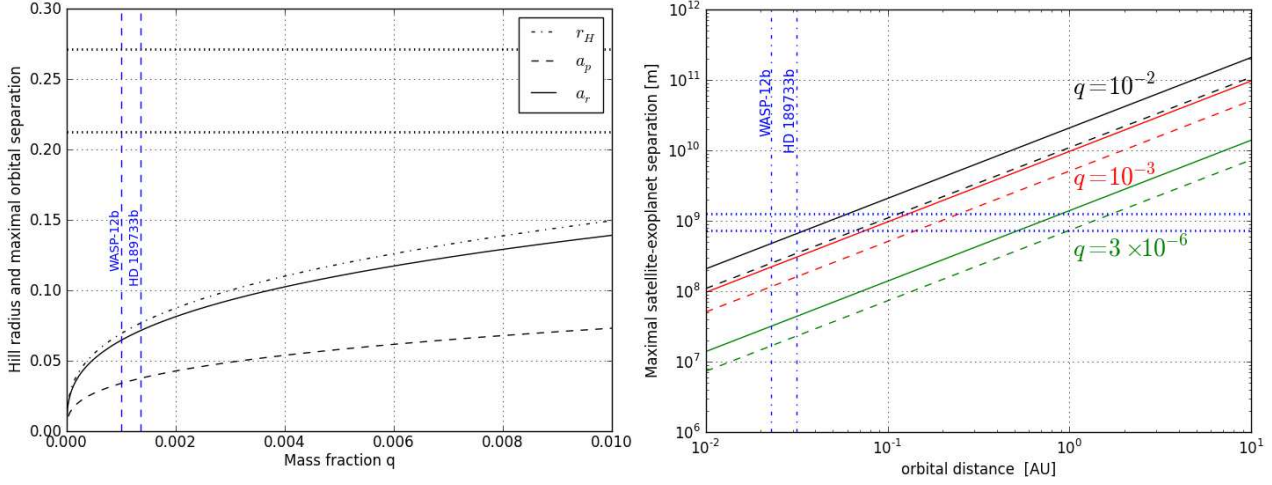 0.30
0.25
0.20
0.15
0.10
0.05
0.00
Hill radius and maximal orbital separation
WASP-12b
HD 189733b
r_H
a_p
a_r
0.000
0.002
0.004
0.006
0.008
0.010
Mass fraction q
10^12
10^11
10^10
10^9
10^8
10^7
10^6
Maximal satellite-exoplanet separation [m]
WASP-12b
HD 189733b
q=10^-2
q=10^-3
q=3×10^-6
10^-2
10^-1
10^0
10^1
orbital distance [AU]